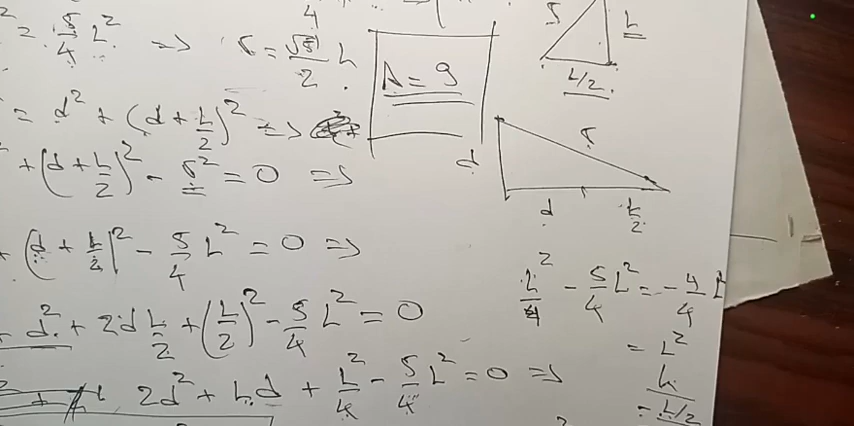 r² = 5/4 L² => r = √5/2 L.
A = 9
r
L
L/2.
= d² + (d + L/2)² =>
+ (d + L/2)² - r² = 0 =>
d
r
d
L/2
+ (d + L/2)² - 5/4 L² = 0 =>
+ d² + 2d L/2 + (L/2)² - 5/4 L² = 0
2d² + L.d + L²/4 - 5/4 L² = 0 =>
L²/4 - 5/4 L² = - 4/4 L²
= L²
L
= L/2